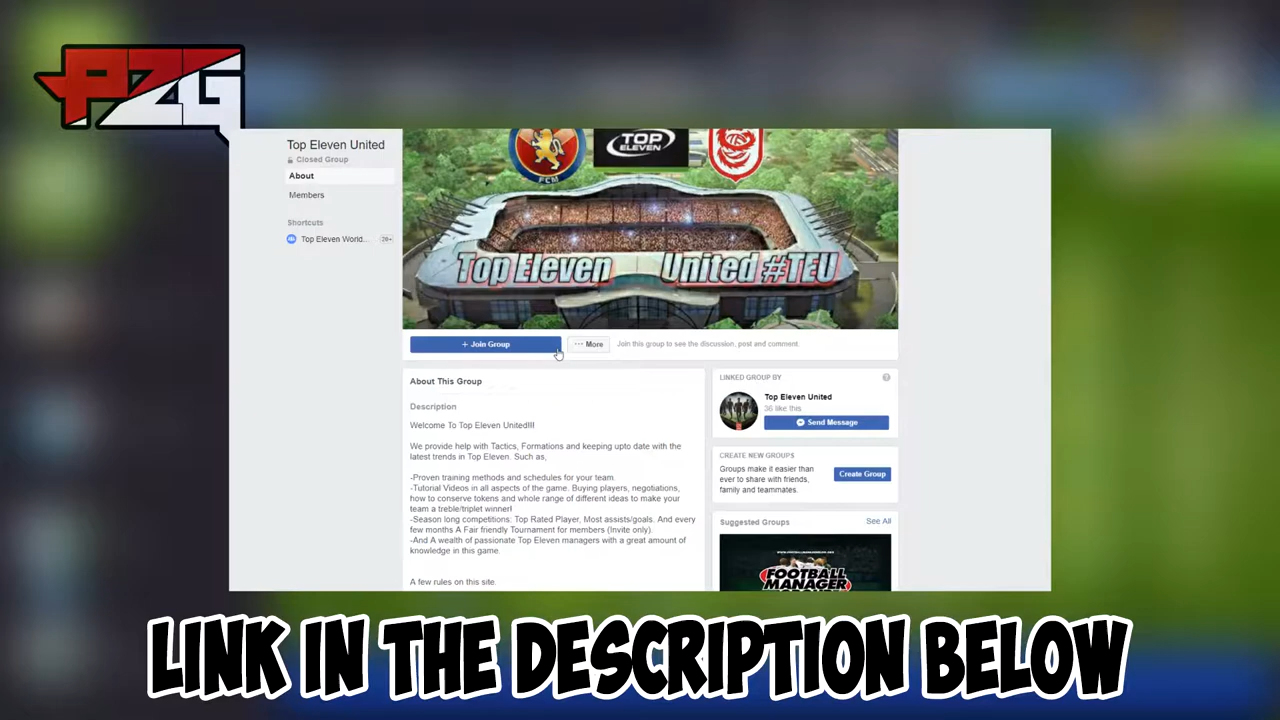 PZG
Top Eleven United
Closed Group
About
Members
Shortcuts
Top Eleven World...
20+
FCM
TOP
ELEVEN
Top Eleven United #TEU
+ Join Group
··· More
Join this group to see the discussion, post and comment.
About This Group
Description
Welcome To Top Eleven United!!!
We provide help with Tactics, Formations and keeping upto date with the
latest trends in Top Eleven. Such as,
-Proven training methods and schedules for your team.
-Tutorial Videos in all aspects of the game. Buying players, negotiations,
how to conserve tokens and whole range of different ideas to make your
team a treble/triplet winner!
-Season long competitions: Top Rated Player, Most assists/goals. And every
few months A Fair friendly Tournament for members (Invite only).
-And A wealth of passionate Top Eleven managers with a great amount of
knowledge in this game.
A few rules on this site.
LINKED GROUP BY
?
Top Eleven United
36 like this
Send Message
CREATE NEW GROUPS
Groups make it easier than
ever to share with friends,
family and teammates.
Create Group
Suggested Groups
See All
FOOTBALL
MANAGER
LINK IN THE DESCRIPTION BELOW